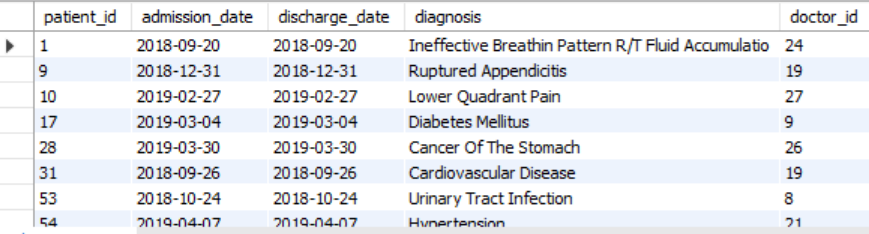 patient_id admission_date discharge_date diagnosis doctor_id
1 2018-09-20 2018-09-20 Ineffective Breathin Pattern R/T Fluid Accumulatio 24
9 2018-12-31 2018-12-31 Ruptured Appendicitis 19
10 2019-02-27 2019-02-27 Lower Quadrant Pain 27
17 2019-03-04 2019-03-04 Diabetes Mellitus 9
28 2019-03-30 2019-03-30 Cancer Of The Stomach 26
31 2018-09-26 2018-09-26 Cardiovascular Disease 19
53 2018-10-24 2018-10-24 Urinary Tract Infection 8
54 2019-04-07 2019-04-07 Hypertension 21